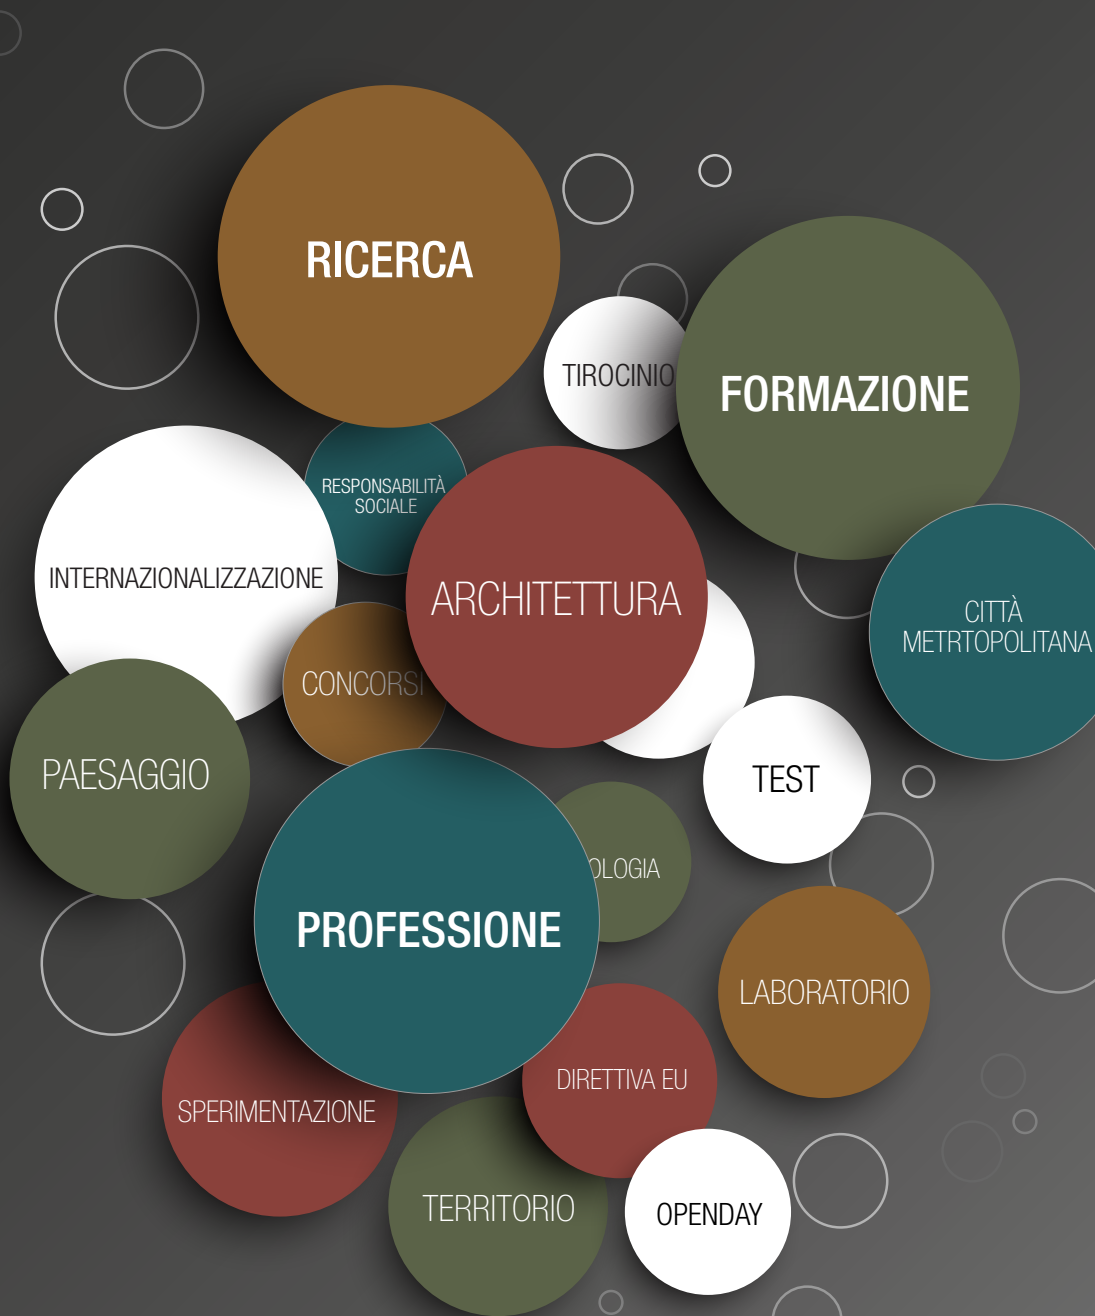 RICERCA
TIROCINIO
FORMAZIONE
RESPONSABILITÀ
SOCIALE
INTERNAZIONALIZZAZIONE
ARCHITETTURA
CITTÀ
METRTOPOLITANA
CONCORSI
PAESAGGIO
TEST
OLOGIA
PROFESSIONE
LABORATORIO
DIRETTIVA EU
SPERIMENTAZIONE
TERRITORIO
OPENDAY